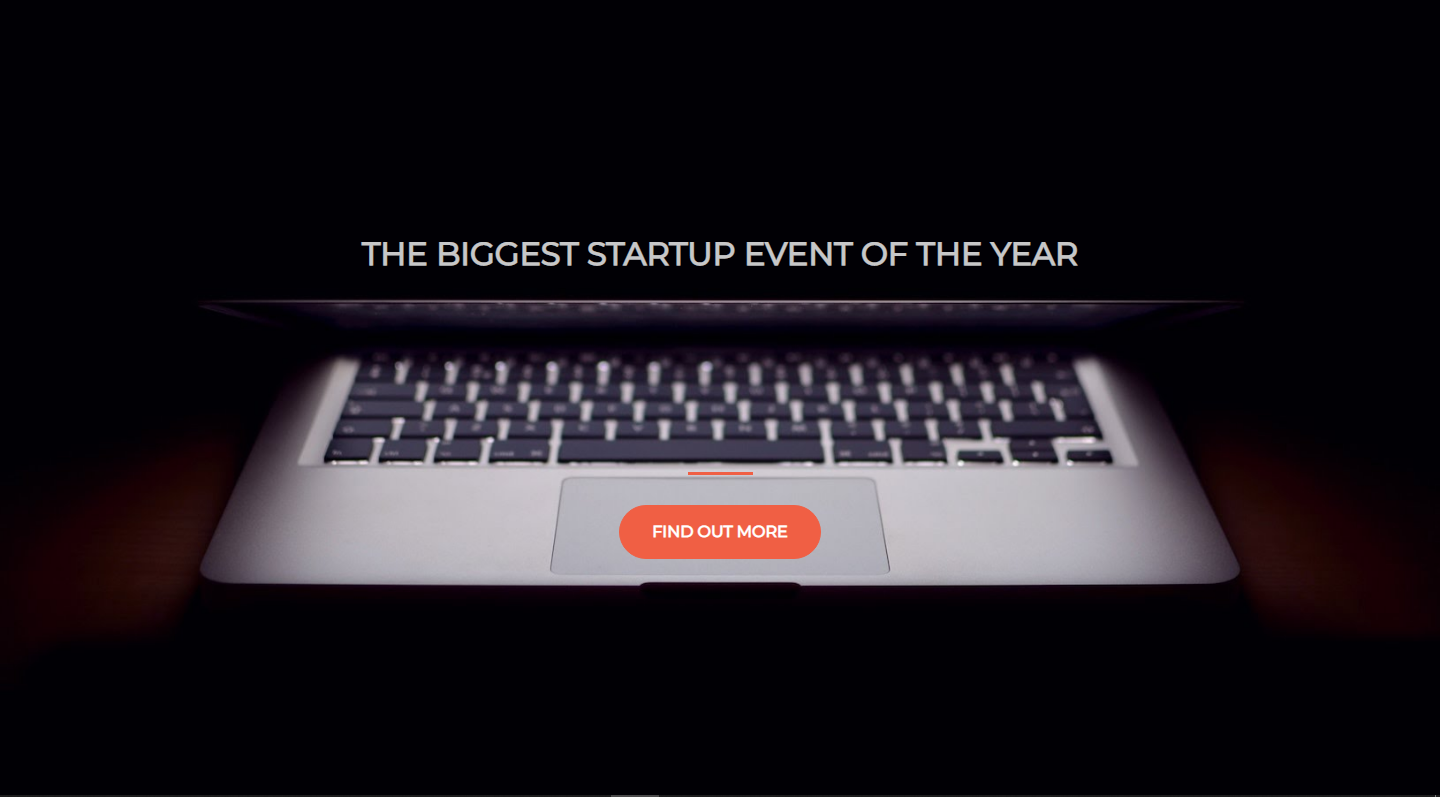 THE BIGGEST STARTUP EVENT OF THE YEAR
FIND OUT MORE